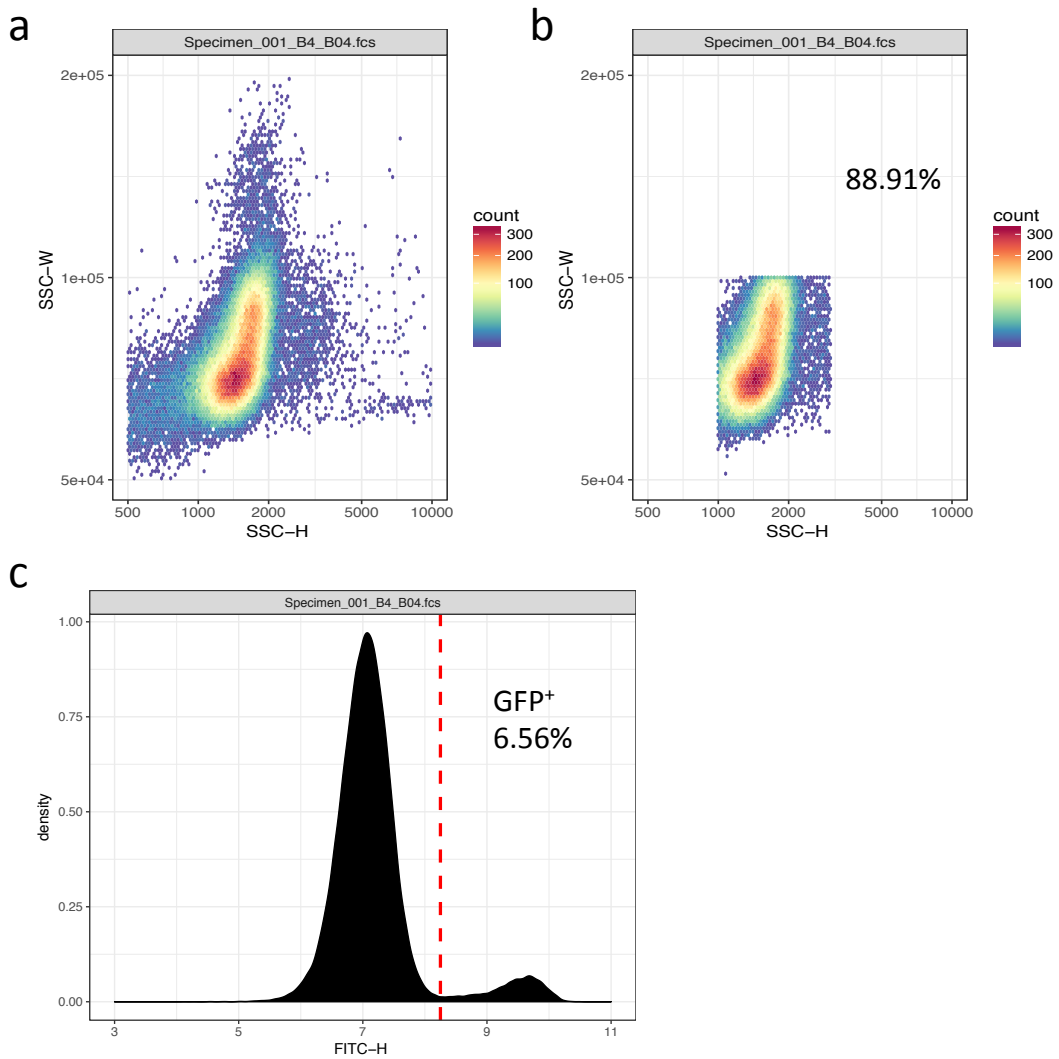 a
Specimen_001_B4_B04.fcs
2e+05
1e+05
5e+04
SSC-W
500 1000 2000 5000 10000
SSC-H
count
300
200
100
b
Specimen_001_B4_B04.fcs
88.91%
2e+05
1e+05
5e+04
SSC-W
500 1000 2000 5000 10000
SSC-H
count
300
200
100
c
Specimen_001_B4_B04.fcs
GFP⁺
6.56%
1.00
0.75
0.50
0.25
0.00
density
3 5 7 9 11
FITC-H